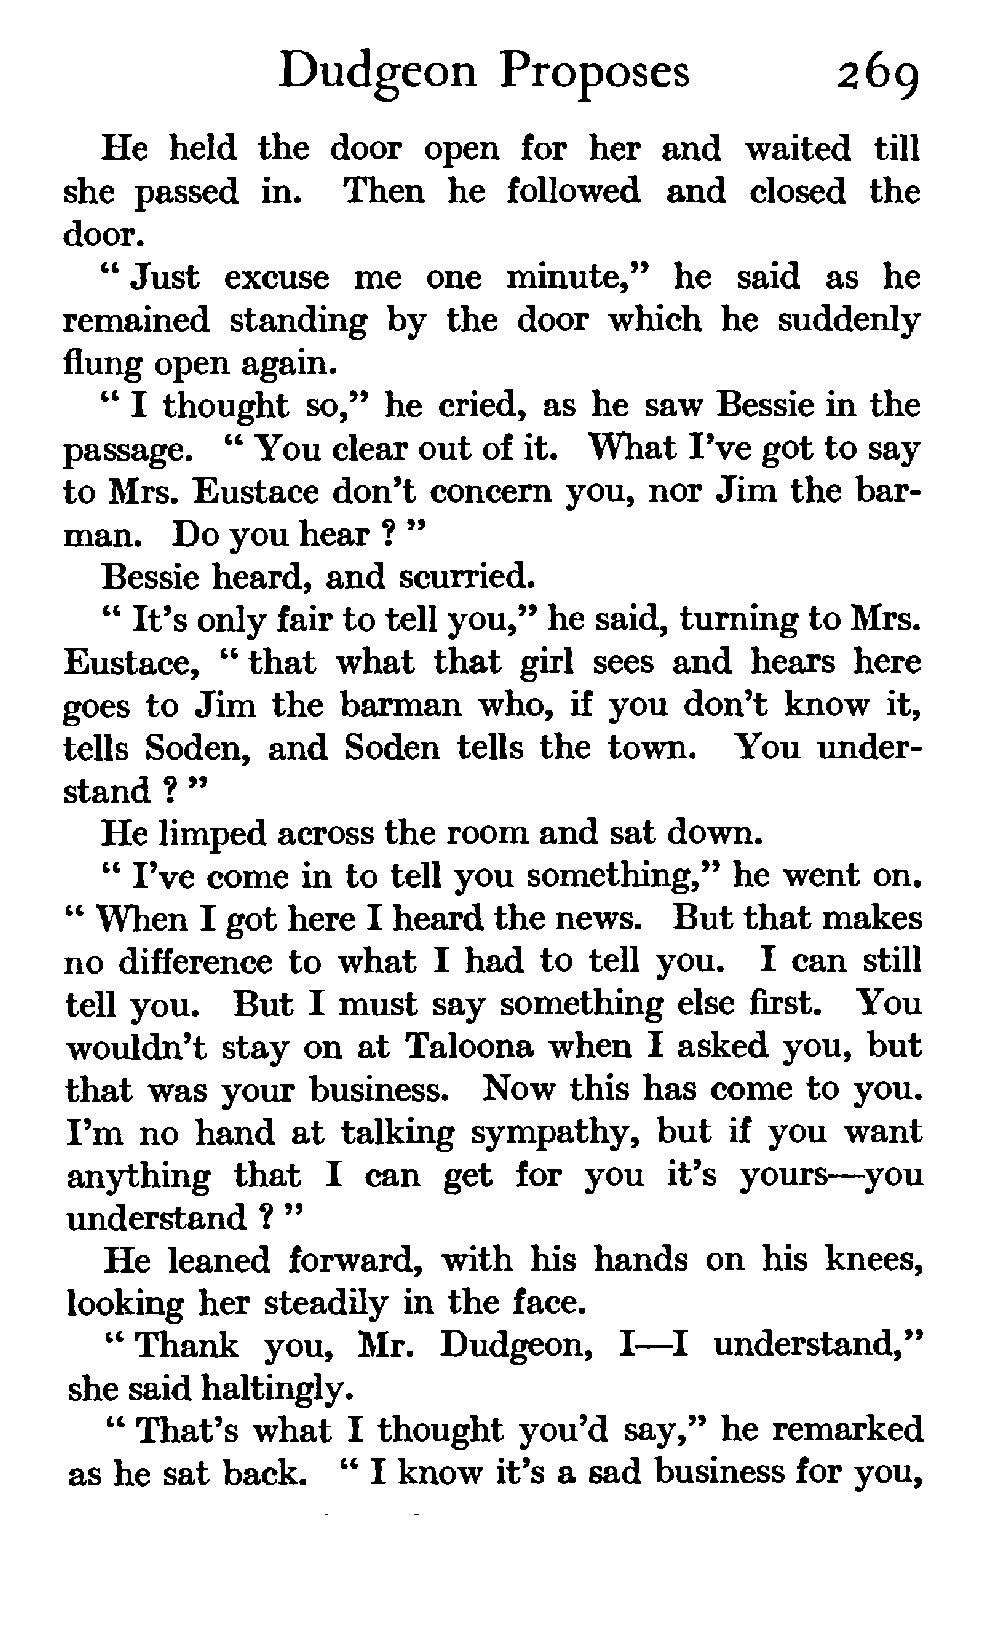 Dudgeon Proposes 269
He held the door open for her and waited till
she passed in. Then he followed and closed the
door.
“ Just excuse me one minute,” he said as he
remained standing by the door which he suddenly
flung open again.
“ I thought so,” he cried, as he saw Bessie in the
passage. “ You clear out of it. What I’ve got to say
to Mrs. Eustace don’t concern you, nor Jim the bar-
man. Do you hear ? ”
Bessie heard, and scurried.
“ It’s only fair to tell you,” he said, turning to Mrs.
Eustace, “ that what that girl sees and hears here
goes to Jim the barman who, if you don’t know it,
tells Soden, and Soden tells the town. You under-
stand ? ”
He limped across the room and sat down.
“ I’ve come in to tell you something,” he went on.
“ When I got here I heard the news. But that makes
no difference to what I had to tell you. I can still
tell you. But I must say something else first. You
wouldn’t stay on at Taloona when I asked you, but
that was your business. Now this has come to you.
I’m no hand at talking sympathy, but if you want
anything that I can get for you it’s yours—you
understand ? ”
He leaned forward, with his hands on his knees,
looking her steadily in the face.
“ Thank you, Mr. Dudgeon, I—I understand,”
she said haltingly.
“ That’s what I thought you’d say,” he remarked
as he sat back. “ I know it’s a sad business for you,